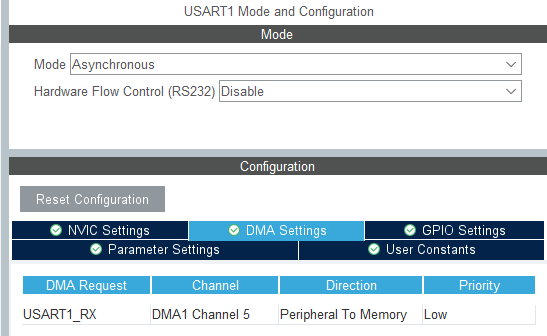 USART1 Mode and Configuration
Mode
Mode Asynchronous
Hardware Flow Control (RS232) Disable
Configuration
Reset Configuration
NVIC Settings DMA Settings GPIO Settings
Parameter Settings User Constants
DMA Request Channel Direction Priority
USART1_RX DMA1 Channel 5 Peripheral To Memory Low